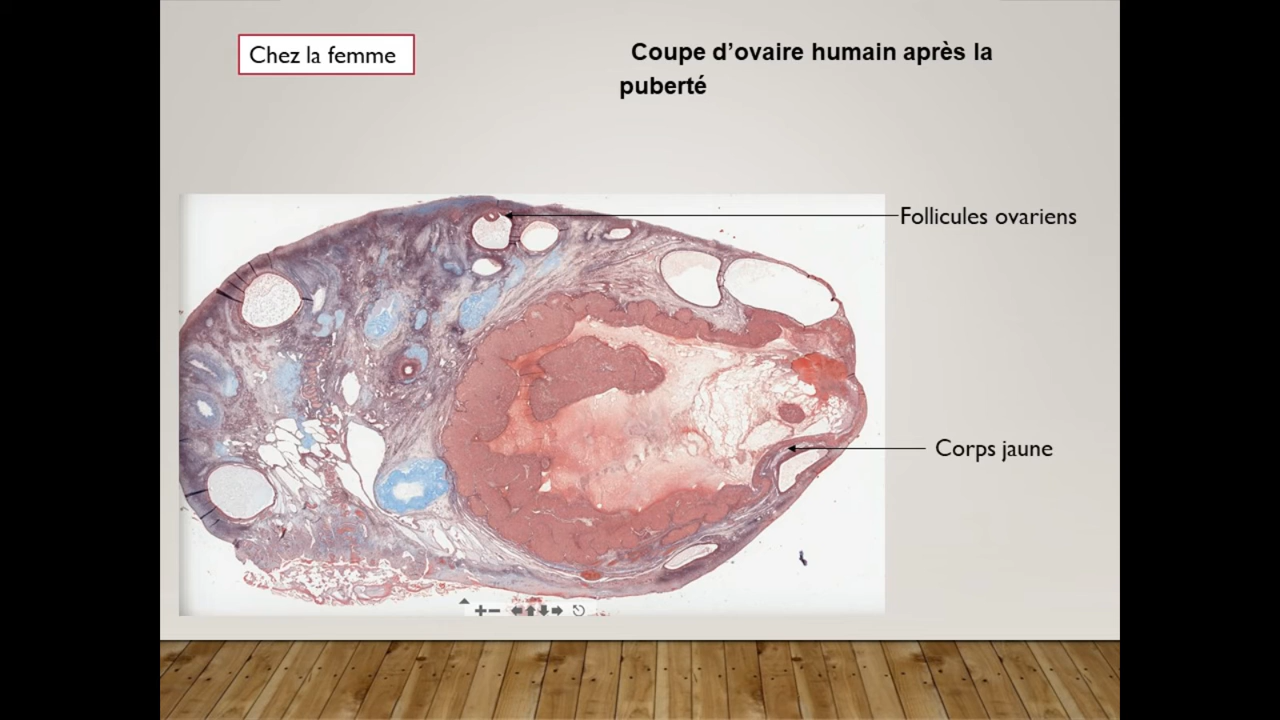 Chez la femme
Coupe d’ovaire humain après la
puberté
Follicules ovariens
Corps jaune